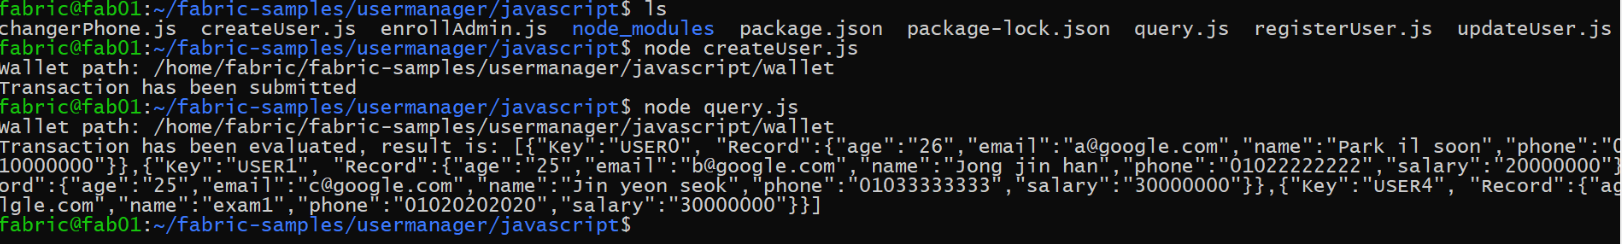 fabric@fab01:~/fabric-samples/usermanager/javascript$ ls
changerPhone.js  createUser.js  enrollAdmin.js  node_modules  package.json  package-lock.json  query.js  registerUser.js  updateUser.js
fabric@fab01:~/fabric-samples/usermanager/javascript$ node createUser.js
Wallet path: /home/fabric/fabric-samples/usermanager/javascript/wallet
Transaction has been submitted
fabric@fab01:~/fabric-samples/usermanager/javascript$ node query.js
Wallet path: /home/fabric/fabric-samples/usermanager/javascript/wallet
Transaction has been evaluated, result is: [{"Key":"USER0", "Record":{"age":"26","email":"a@google.com","name":"Park il soon","phone":"0
10000000"}},{"Key":"USER1", "Record":{"age":"25","email":"b@google.com","name":"Jong jin han","phone":"01022222222","salary":"20000000"}
ord":{"age":"25","email":"c@google.com","name":"Jin yeon seok","phone":"01033333333","salary":"30000000"}},{"Key":"USER4", "Record":{"ag
lgle.com","name":"exam1","phone":"01020202020","salary":"30000000"}}]
fabric@fab01:~/fabric-samples/usermanager/javascript$